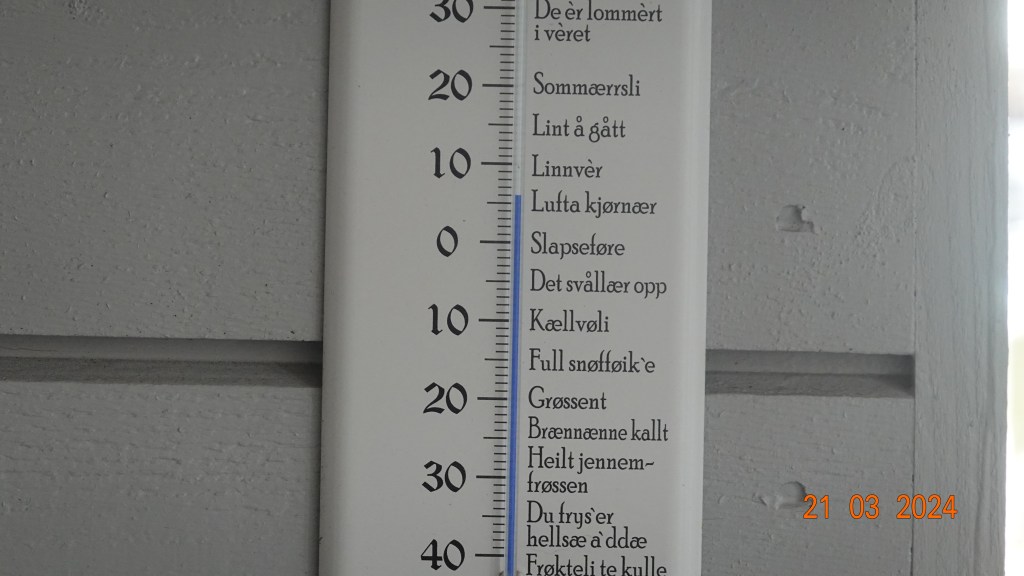 30 De èr lommèrt
i vèret
20 Sommærrsli
Lint å gått
10 Linnvèr
Lufta kjørnær
0 Slapseføre
Det svållær opp
10 Kællvøli
Full snøfføik`e
20 Grøssent
Brænnænne kallt
30 Heilt jennem~
frøssen
Du frys`er
hellsæ a`ddæ
40 Frøkteli te kulle
21 03 2024